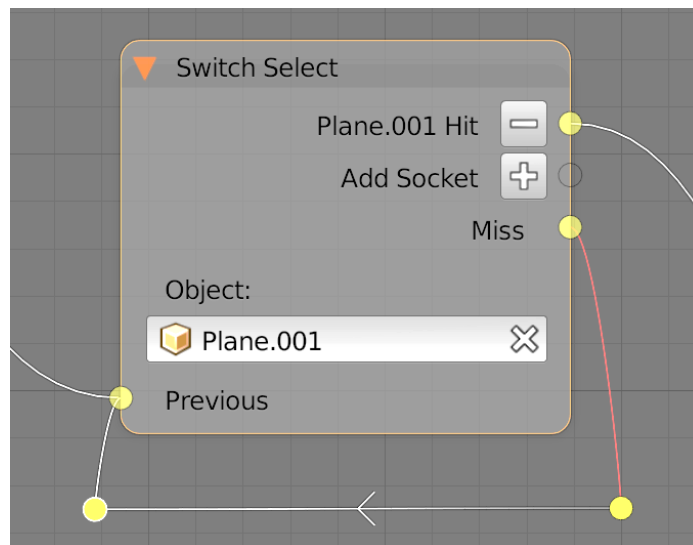 Switch Select
Plane.001 Hit
Add Socket
Miss
Object:
Plane.001
Previous